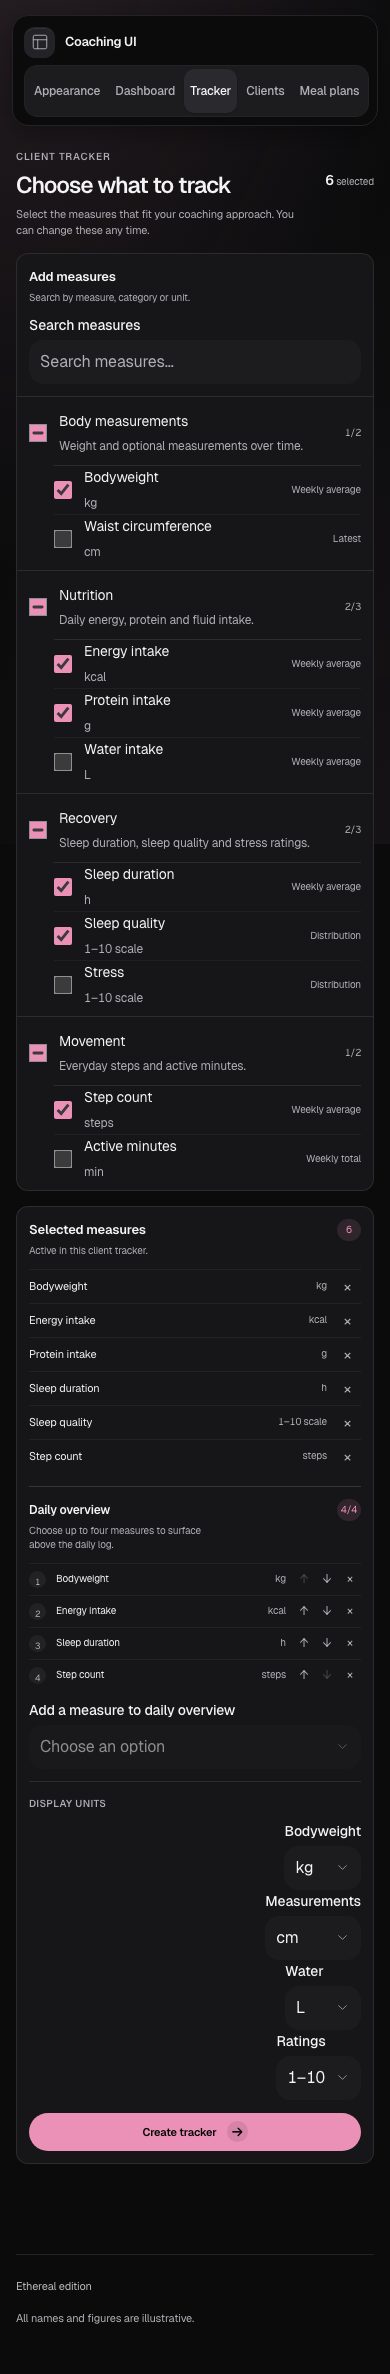 Coaching UI
Appearance Dashboard Tracker Clients Meal plans
CLIENT TRACKER
Choose what to track
6 selected
Select the measures that fit your coaching approach. You
can change these any time.
Add measures
Search by measure, category or unit.
Search measures
Search measures...
Body measurements
1/2
Weight and optional measurements over time.
Bodyweight
Weekly average
kg
Waist circumference
Latest
cm
Nutrition
2/3
Daily energy, protein and fluid intake.
Energy intake
Weekly average
kcal
Protein intake
Weekly average
g
Water intake
Weekly average
L
Recovery
2/3
Sleep duration, sleep quality and stress ratings.
Sleep duration
Weekly average
h
Sleep quality
Distribution
1–10 scale
Stress
Distribution
1–10 scale
Movement
1/2
Everyday steps and active minutes.
Step count
Weekly average
steps
Active minutes
Weekly total
min
Selected measures
6
Active in this client tracker.
Bodyweight kg ×
Energy intake kcal ×
Protein intake g ×
Sleep duration h ×
Sleep quality 1–10 scale ×
Step count steps ×
Daily overview
4/4
Choose up to four measures to surface
above the daily log.
1 Bodyweight kg ↑ ↓ ×
2 Energy intake kcal ↑ ↓ ×
3 Sleep duration h ↑ ↓ ×
4 Step count steps ↑ ↓ ×
Add a measure to daily overview
Choose an option
DISPLAY UNITS
Bodyweight
kg
Measurements
cm
Water
L
Ratings
1–10
Create tracker →
Ethereal edition
All names and figures are illustrative.